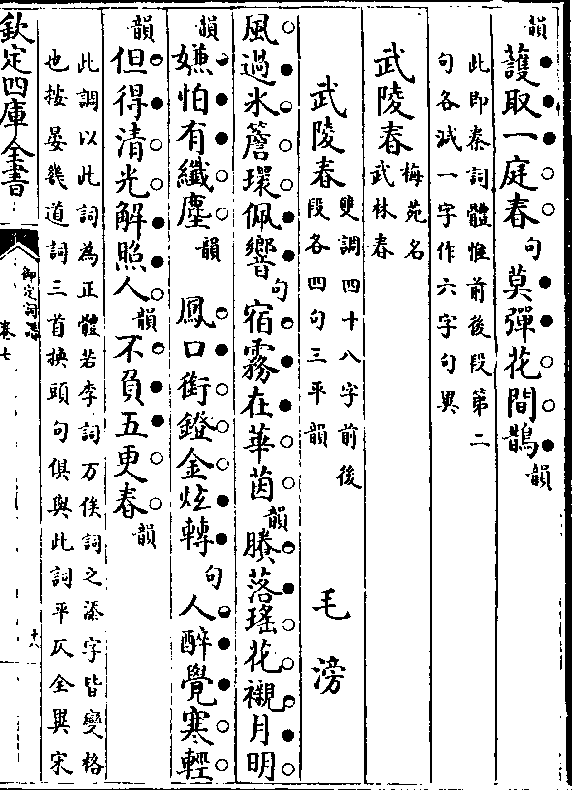 韻護取一庭春句莫彈花間鵲韻
此即秦詞體惟前後段第二
句各減一字作六字句異
武陵春梅苑名
武林春
武陵春雙調四十八字前後
段各四句三平韻　毛滂
風過氷簷環佩響句宿霧在華茵韻賸落瑤花襯月明
韻嫌怕有纖塵韻　鳳口銜鐙金炫轉句人醉覺寒輕
韻但得清光解照人韻不負五更春韻
此調以此詞為正體若李詞万俟詞之添字皆變格
也按晏幾道詞三首換頭句俱與此詞平仄全異宋
欽定四庫全書
御定詞譜
卷七
十八